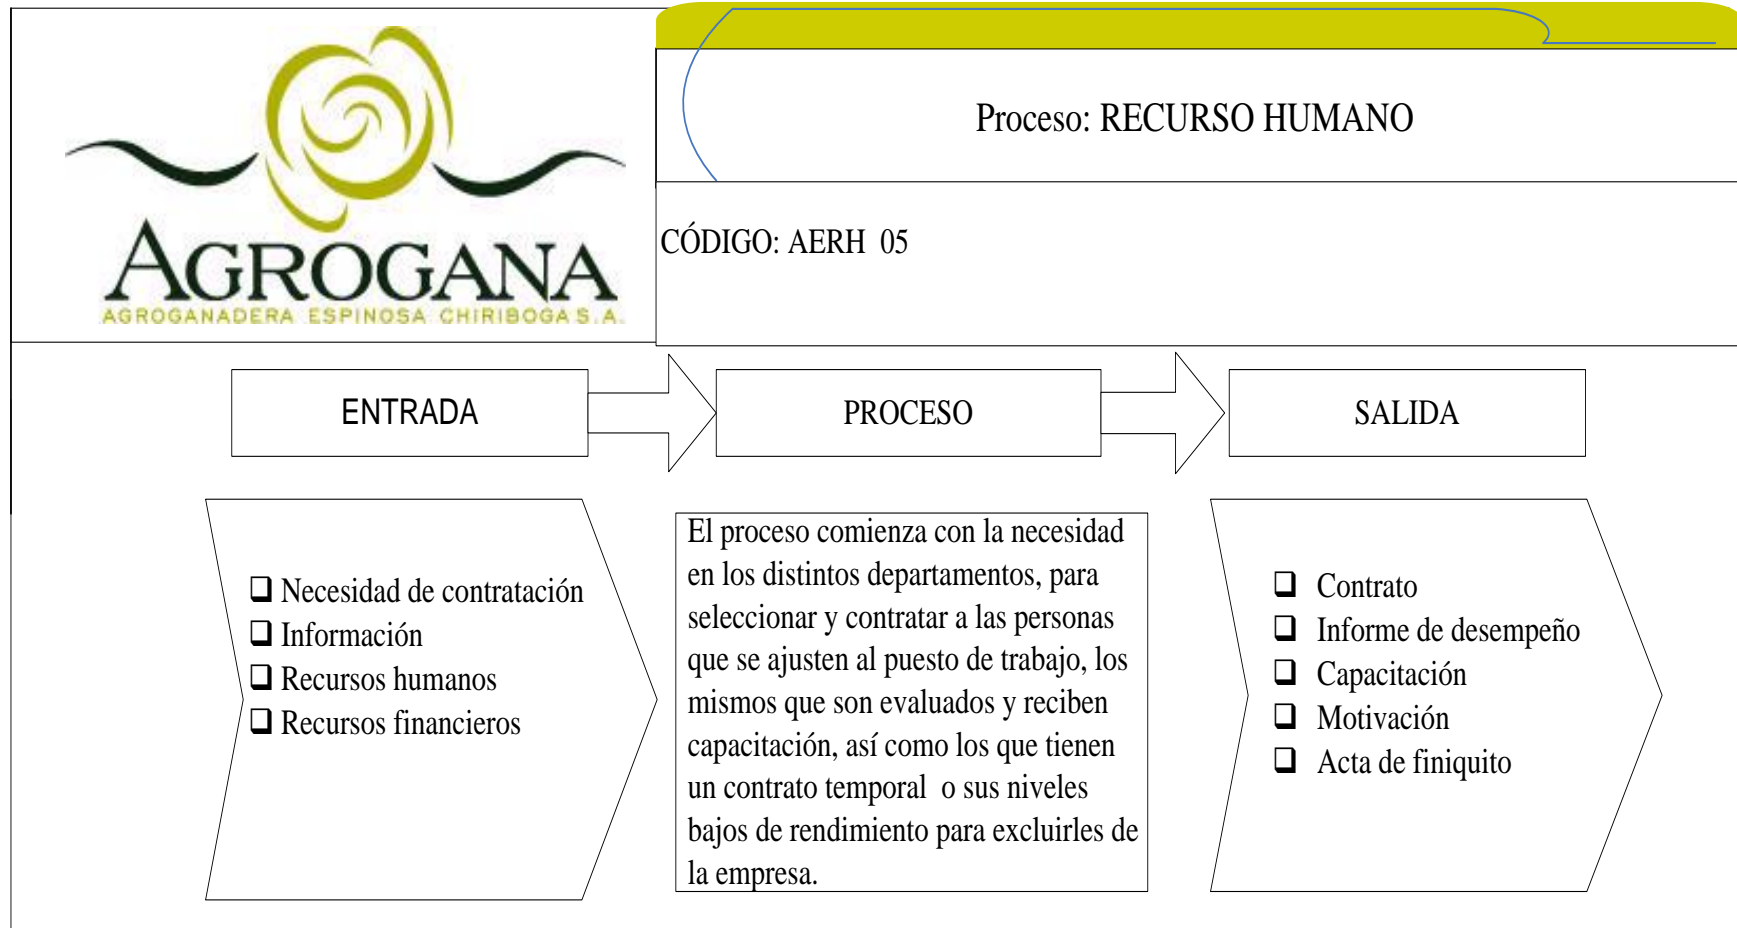 AGROGANA
AGROGANADERA ESPINOSA CHIRIBOGA S.A.
Proceso: RECURSO HUMANO
CÓDIGO: AERH  05
ENTRADA
PROCESO
SALIDA
Necesidad de contratación
Información
Recursos humanos
Recursos financieros
El proceso comienza con la necesidad
en los distintos departamentos, para
seleccionar y contratar a las personas
que se ajusten al puesto de trabajo, los
mismos que son evaluados y reciben
capacitación, así como los que tienen
un contrato temporal  o sus niveles
bajos de rendimiento para excluirles de
la empresa.
Contrato
Informe de desempeño
Capacitación
Motivación
Acta de finiquito